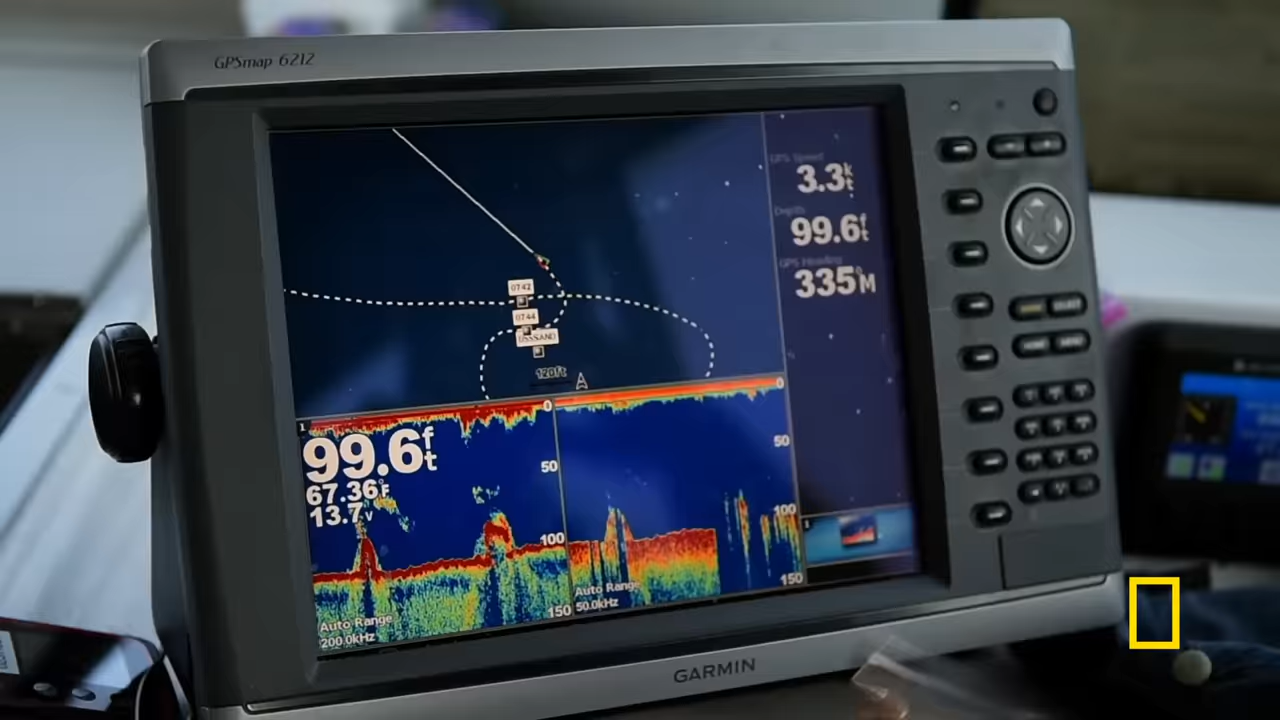 GPSmap 6212
GPS Speed
3.3kt
Depth
99.6ft
GPS Heading
335°M
0742
0744
120ft
1
99.6ft
67.36°F
13.7v
0
50
100
150
Auto Range
200.0kHz
0
50
100
150
Auto Range
50.0kHz
1
GARMIN